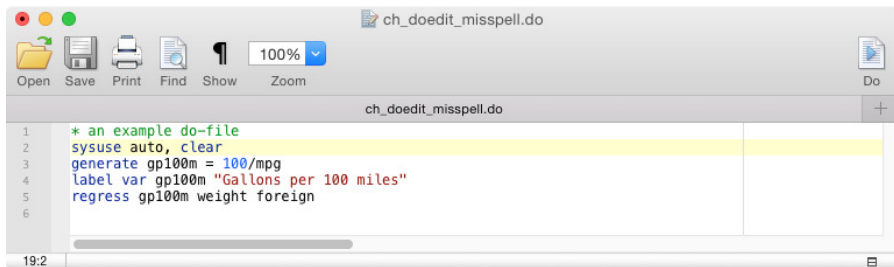 ch_doedit_misspell.do
Open Save Print Find Show 100% Zoom Do
ch_doedit_misspell.do
1 * an example do-file
2 sysuse auto, clear
3 generate gp100m = 100/mpg
4 label var gp100m "Gallons per 100 miles"
5 regress gp100m weight foreign
6
19:2